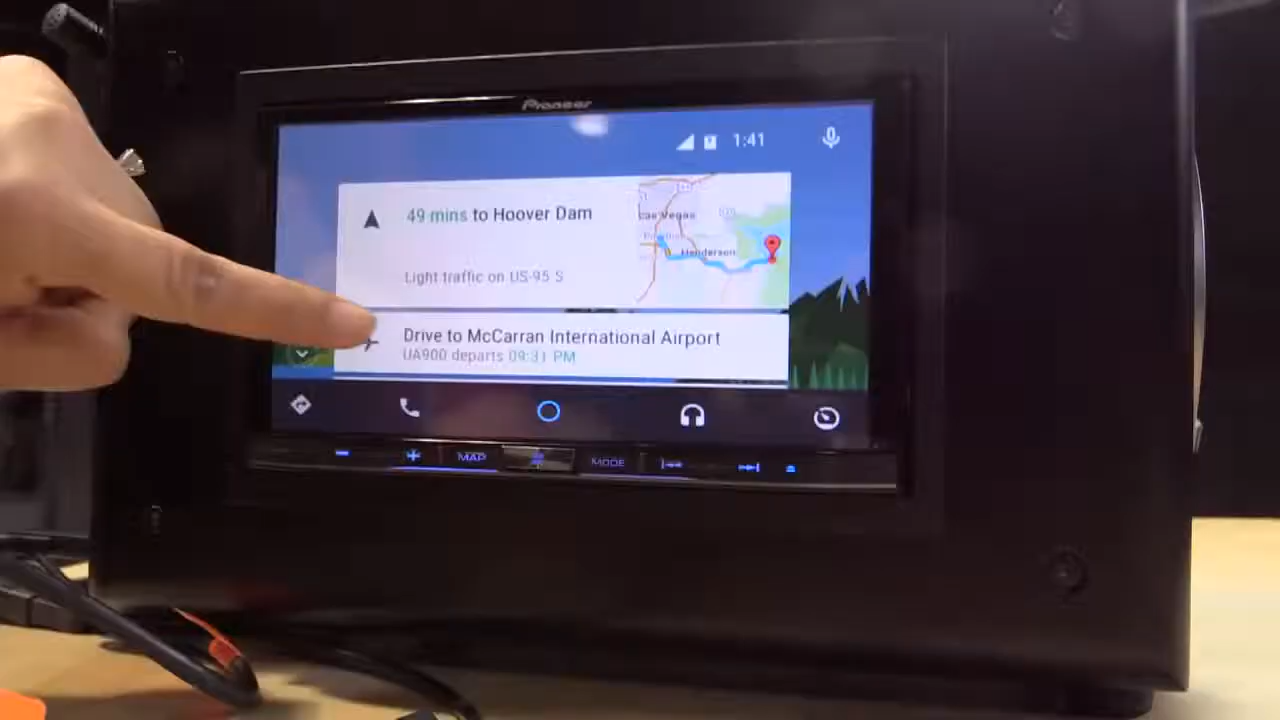 Pioneer
1:41
49 mins to Hoover Dam
Light traffic on US-95 S
Las Vegas
Henderson
Drive to McCarran International Airport
UA900 departs 09:31 PM
MAP
MODE